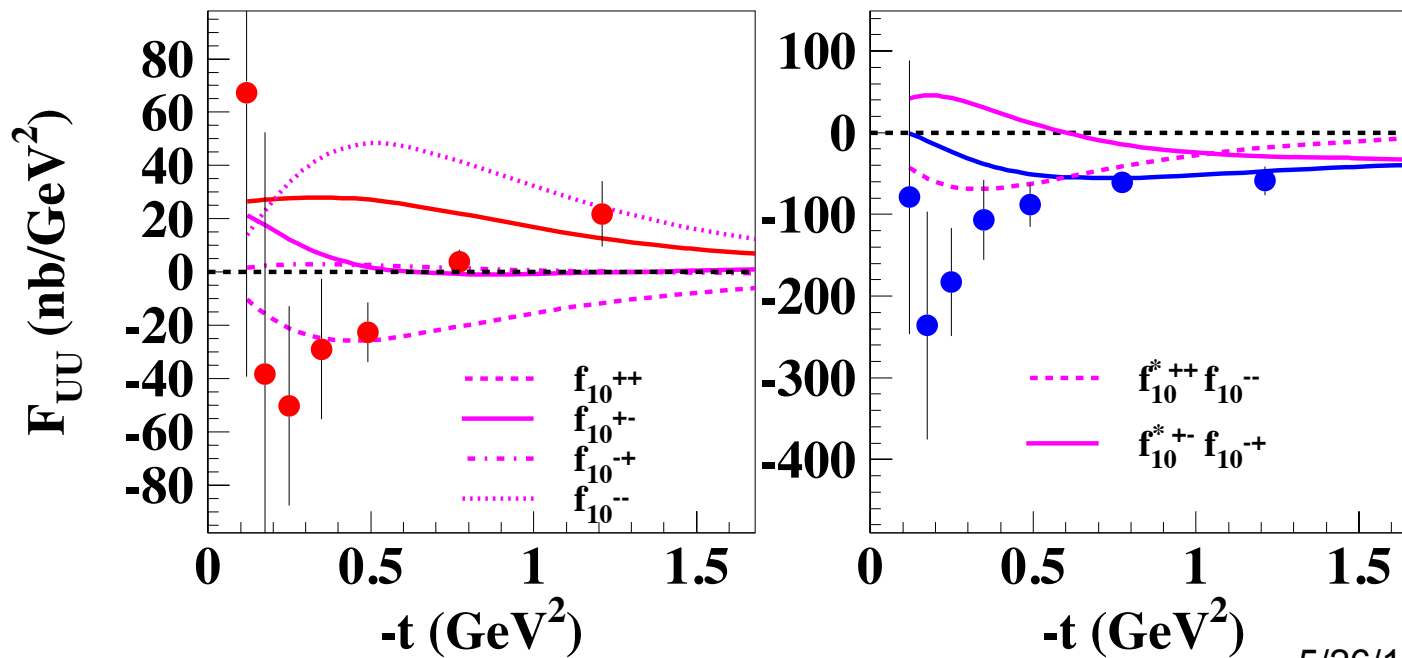 F_UU (nb/GeV²)
80
60
40
20
0
-20
-40
-60
-80
f₁₀⁺⁺
f₁₀⁺⁻
f₁₀⁻⁺
f₁₀⁻⁻
0 0.5 1 1.5
-t (GeV²)
100
0
-100
-200
-300
-400
f*₁₀⁺⁺ f₁₀⁻⁻
f*₁₀⁺⁻ f₁₀⁻⁺
0 0.5 1 1.5
-t (GeV²)